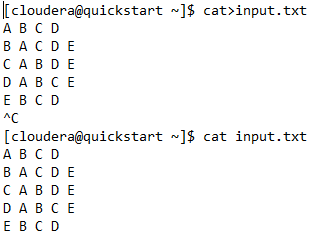 [cloudera@quickstart ~]$ cat>input.txt
A B C D
B A C D E
C A B D E
D A B C E
E B C D
^C
[cloudera@quickstart ~]$ cat input.txt
A B C D
B A C D E
C A B D E
D A B C E
E B C D